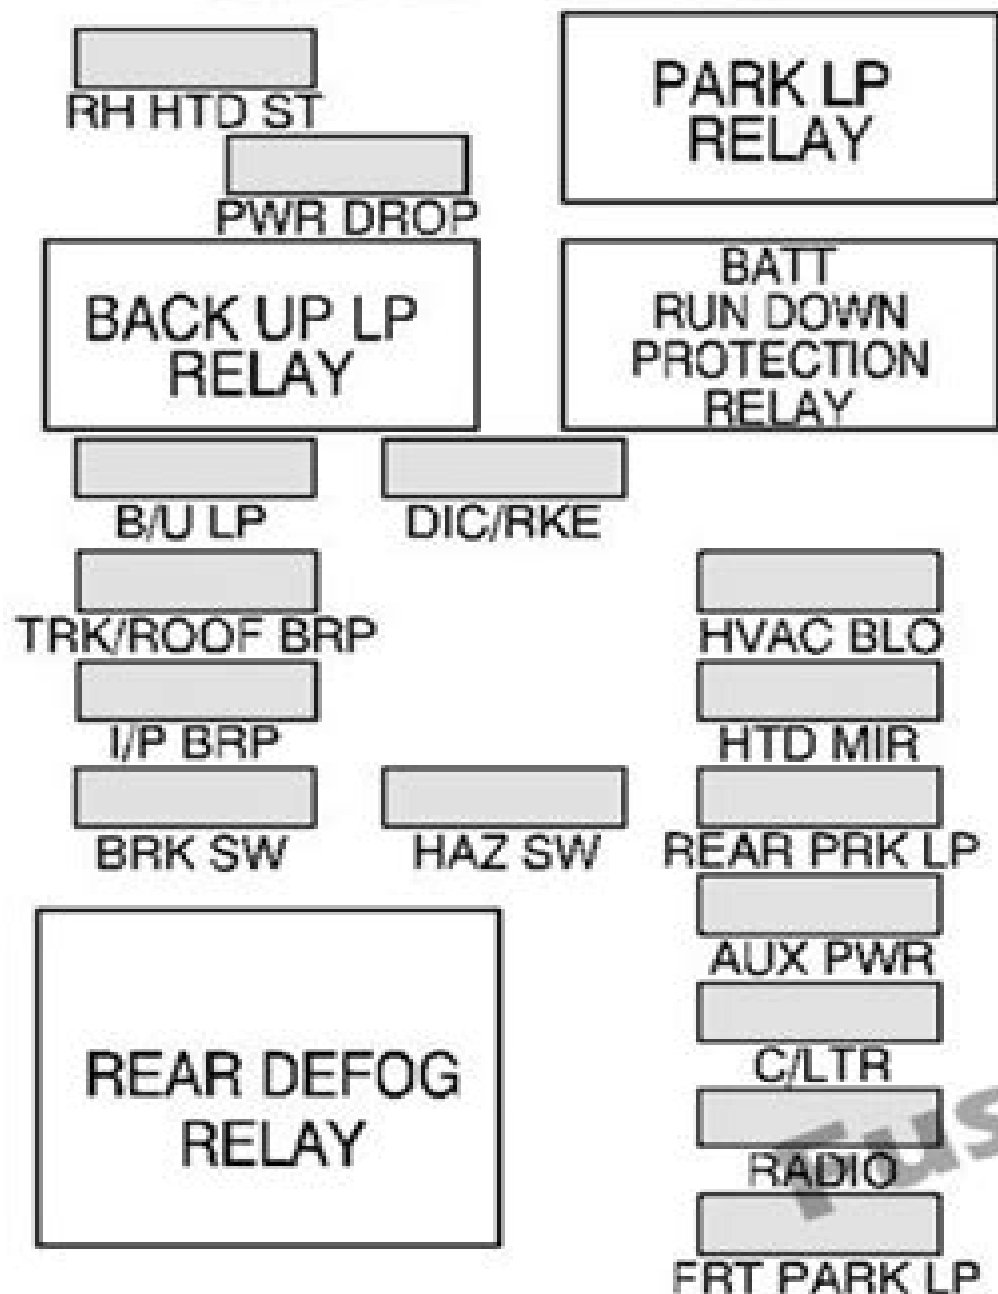 RH HTD ST
PARK LP
RELAY
PWR DROP
BACK UP LP
RELAY
BATT
RUN DOWN
PROTECTION
RELAY
B/U LP
DIC/RKE
TRK/ROOF BRP
HVAC BLO
I/P BRP
HTD MIR
BRK SW
HAZ SW
REAR PRK LP
AUX PWR
REAR DEFOG
RELAY
C/LTR
RADIO
FRT PARK LP